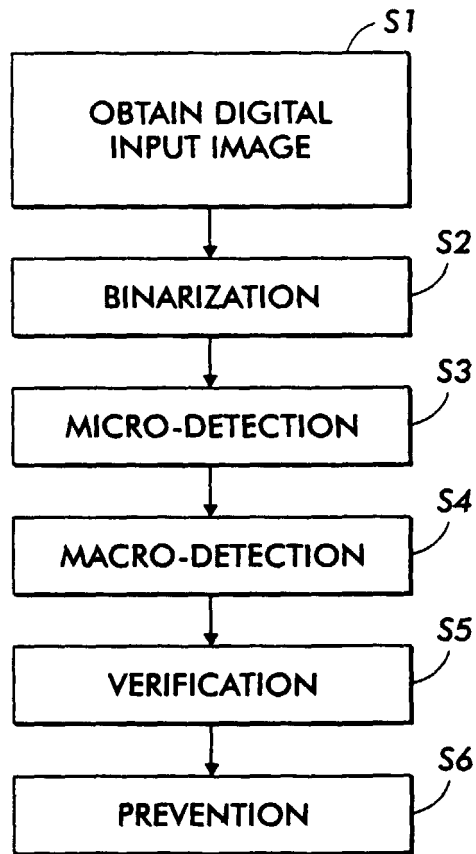 S1
OBTAIN DIGITAL
INPUT IMAGE
S2
BINARIZATION
S3
MICRO-DETECTION
S4
MACRO-DETECTION
S5
VERIFICATION
S6
PREVENTION